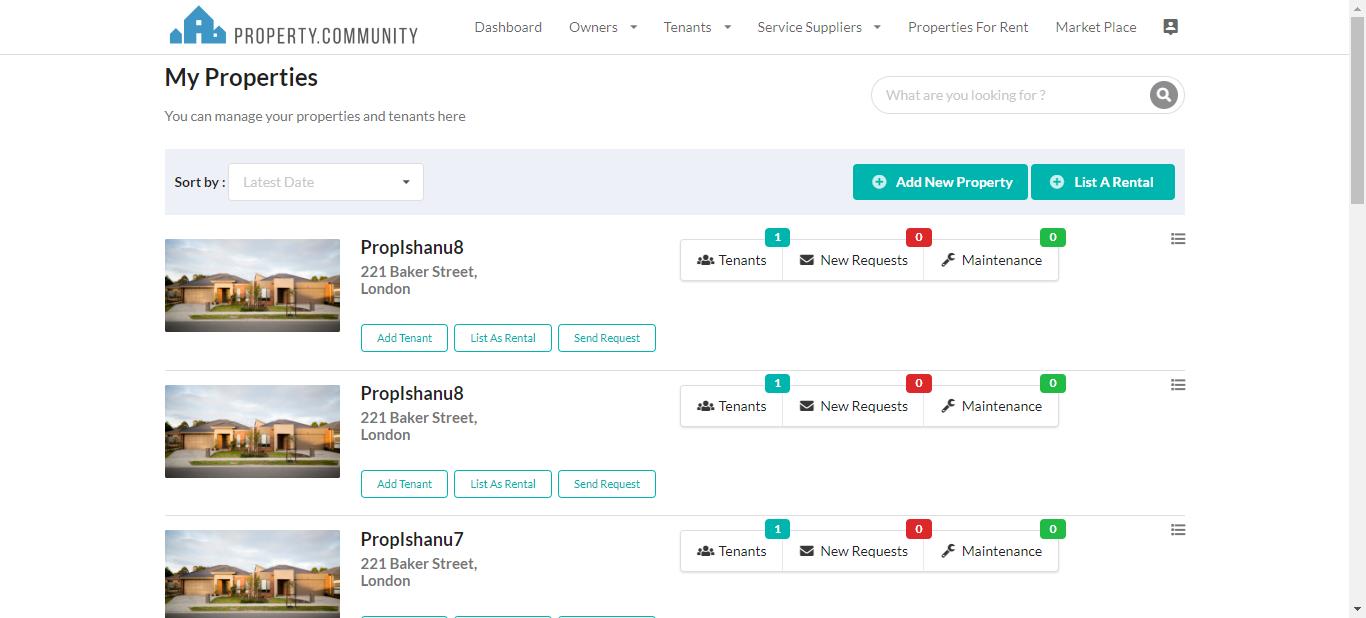 PROPERTY.COMMUNITY
Dashboard Owners Tenants Service Suppliers Properties For Rent Market Place
My Properties
What are you looking for ?
You can manage your properties and tenants here
Sort by : Latest Date
Add New Property List A Rental
PropIshanu8
1 0 0
Tenants New Requests Maintenance
221 Baker Street,
London
Add Tenant List As Rental Send Request
PropIshanu8
1 0 0
Tenants New Requests Maintenance
221 Baker Street,
London
Add Tenant List As Rental Send Request
PropIshanu7
1 0 0
Tenants New Requests Maintenance
221 Baker Street,
London